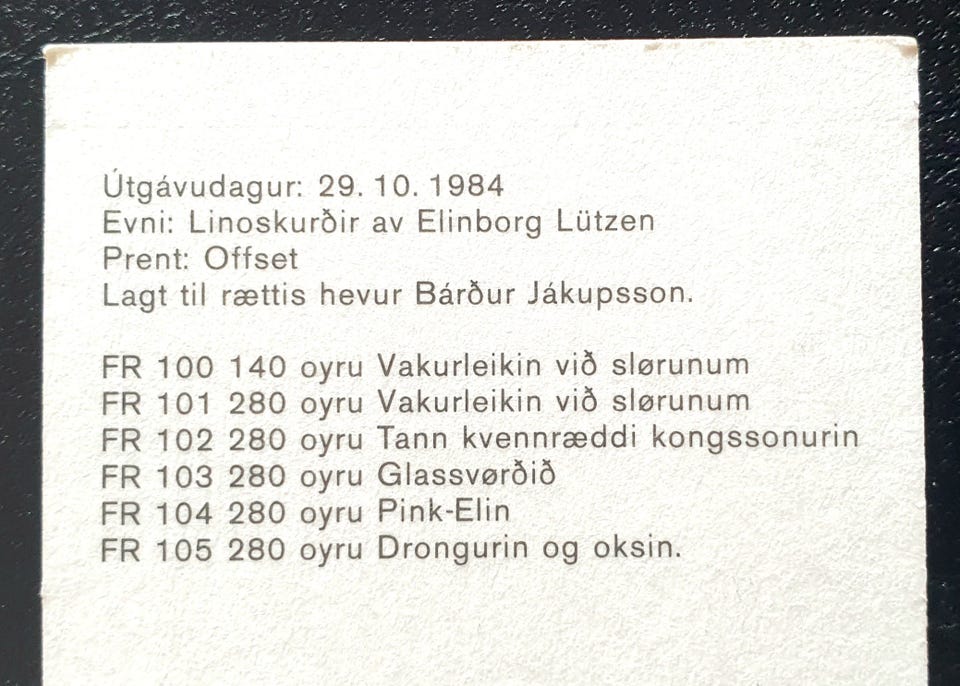 Útgávudagur: 29. 10. 1984
Evni: Linoskurðir av Elinborg Lützen
Prent: Offset
Lagt til rættis hevur Bárður Jákupsson.
FR 100 140 oyru Vakurleikin við slørunum
FR 101 280 oyru Vakurleikin við slørunum
FR 102 280 oyru Tann kvennræddi kongssonurin
FR 103 280 oyru Glassvørðið
FR 104 280 oyru Pink-Elin
FR 105 280 oyru Drongurin og oksin.